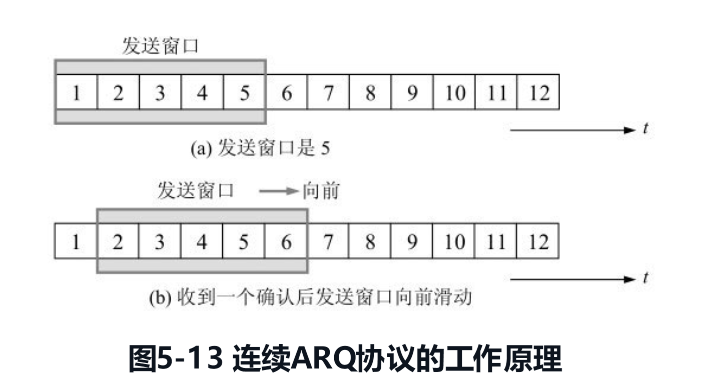 发送窗口
1 2 3 4 5 6 7 8 9 10 11 12
t
(a) 发送窗口是 5
发送窗口 向前
1 2 3 4 5 6 7 8 9 10 11 12
t
(b) 收到一个确认后发送窗口向前滑动
图5-13 连续ARQ协议的工作原理